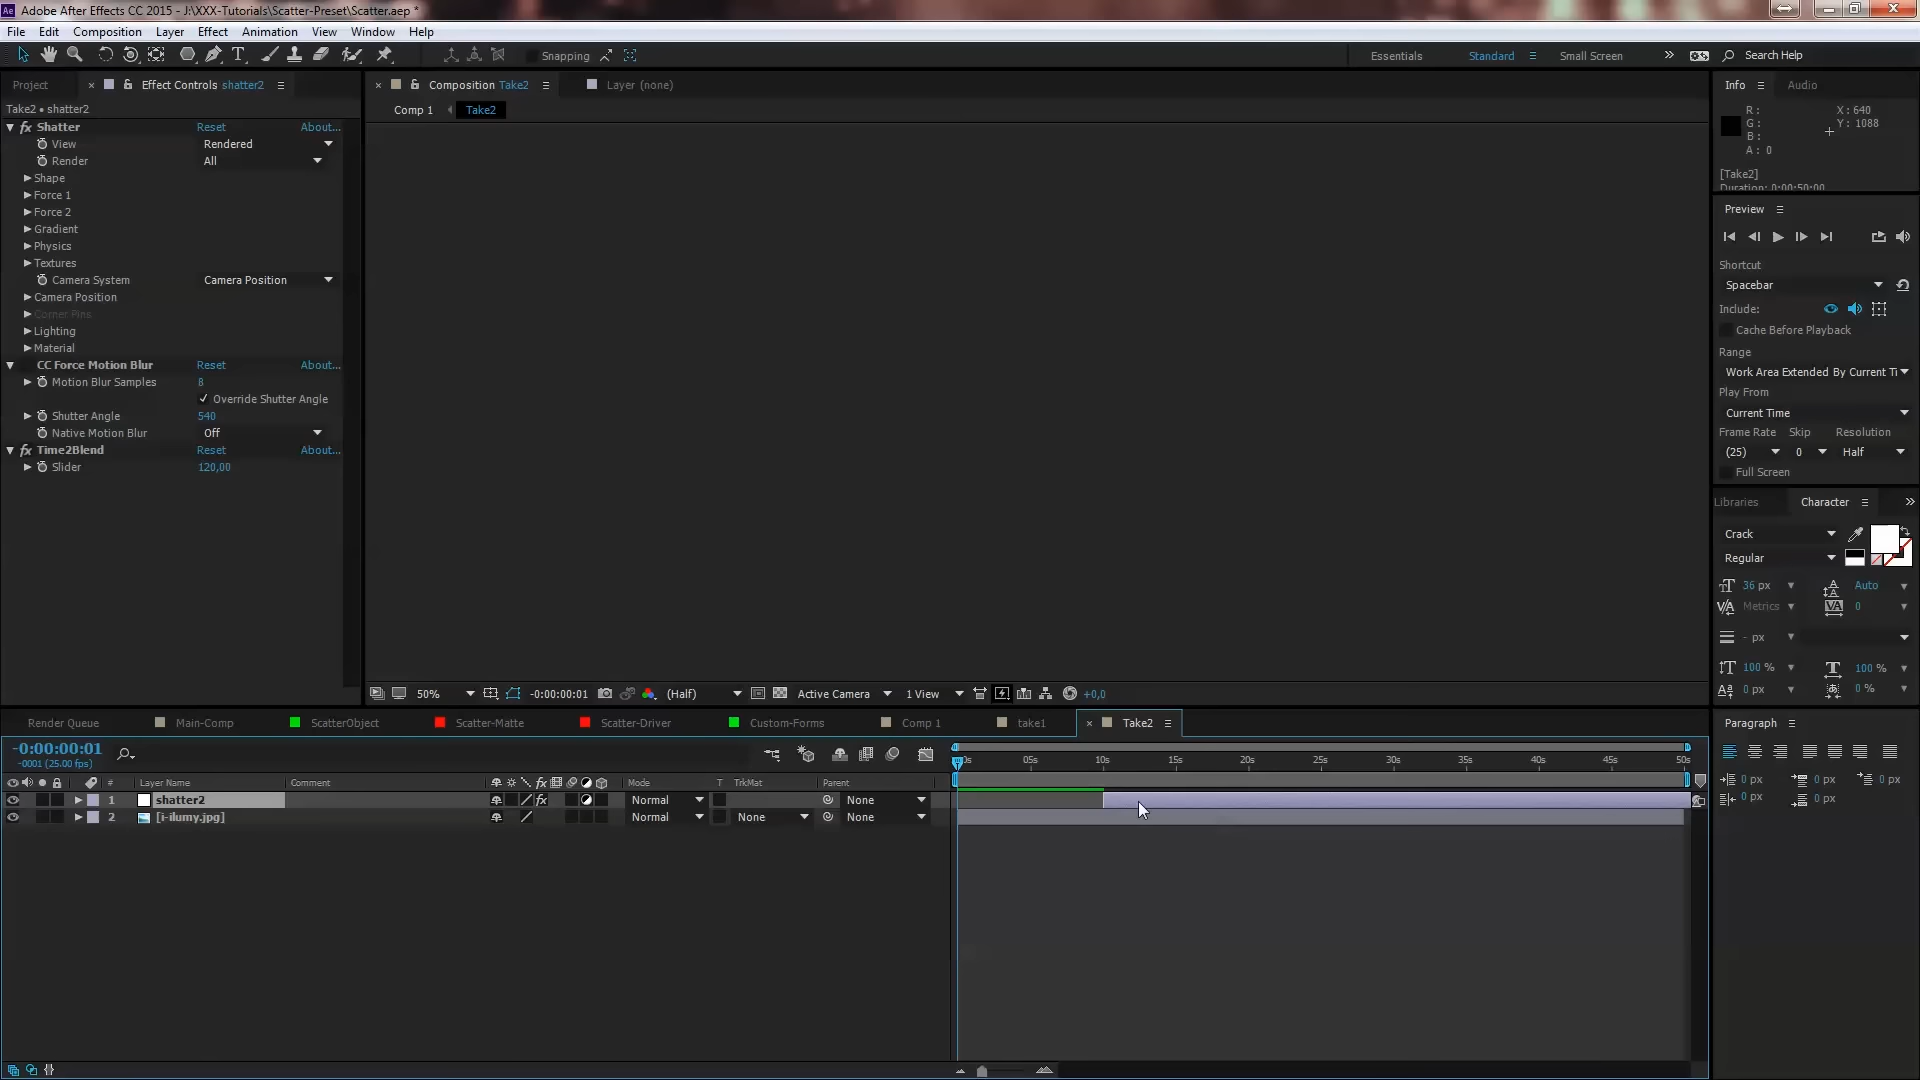 Adobe After Effects CC 2015 - J:\XXX-Tutorials\Scatter-Preset\Scatter.aep *
File Edit Composition Layer Effect Animation View Window Help
Snapping
Essentials Standard Small Screen Search Help
Project Effect Controls shatter2
Composition Take2 Layer (none)
Info Audio
Comp 1 Take2
Take2 • shatter2
R : X : 640
G : Y : 1088
B :
A : 0
[Take2]
Duration: 0:00:50:00
Shatter Reset About...
View Rendered
Render All
Shape
Force 1
Force 2
Gradient
Physics
Textures
Camera System Camera Position
Camera Position
Corner Pins
Lighting
Material
CC Force Motion Blur Reset About...
Motion Blur Samples 8
Override Shutter Angle
Shutter Angle 540
Native Motion Blur Off
Time2Blend Reset About...
Slider 120,00
Preview
Shortcut
Spacebar
Include:
Cache Before Playback
Range
Work Area Extended By Current Ti
Play From
Current Time
Frame Rate Skip Resolution
(25) 0 Half
Full Screen
Libraries Character
Crack
Regular
36 px Auto
Metrics 0
- px
100 % 100 %
0 px 0 %
50% -0:00:00:01 (Half) Active Camera 1 View +0,0
Render Queue Main-Comp ScatterObject Scatter-Matte Scatter-Driver Custom-Forms Comp 1 take1 Take2
Paragraph
0 px 0 px 0 px
0 px 0 px
-0:00:00:01
-0001 (25.00 fps)
0s 05s 10s 15s 20s 25s 30s 35s 40s 45s 50s
# Layer Name Comment Mode T TrkMat Parent
1 shatter2 Normal None
2 [i-ilumy.jpg] Normal None None